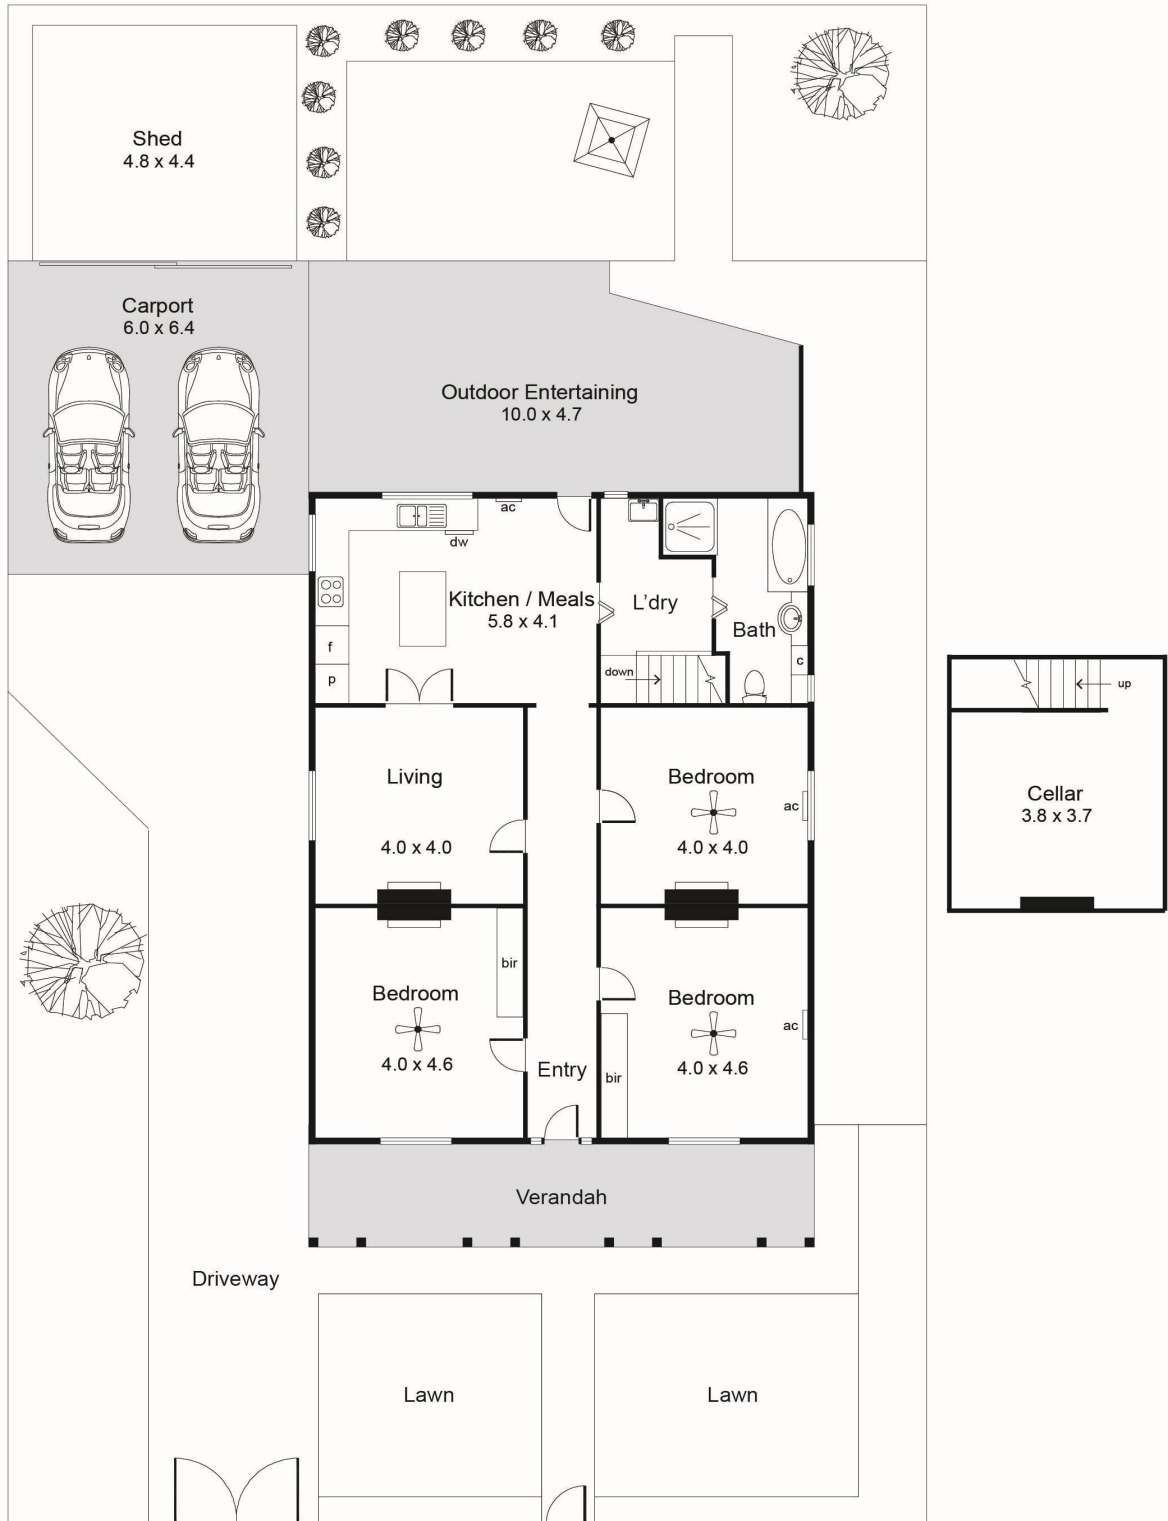 Shed
4.8 x 4.4
Carport
6.0 x 6.4
Outdoor Entertaining
10.0 x 4.7
ac
dw
Kitchen / Meals
5.8 x 4.1
L'dry
Bath
f
p
down
c
up
Living
4.0 x 4.0
Bedroom
ac
4.0 x 4.0
Cellar
3.8 x 3.7
bir
Bedroom
4.0 x 4.6
Bedroom
ac
4.0 x 4.6
Entry
bir
Verandah
Driveway
Lawn
Lawn